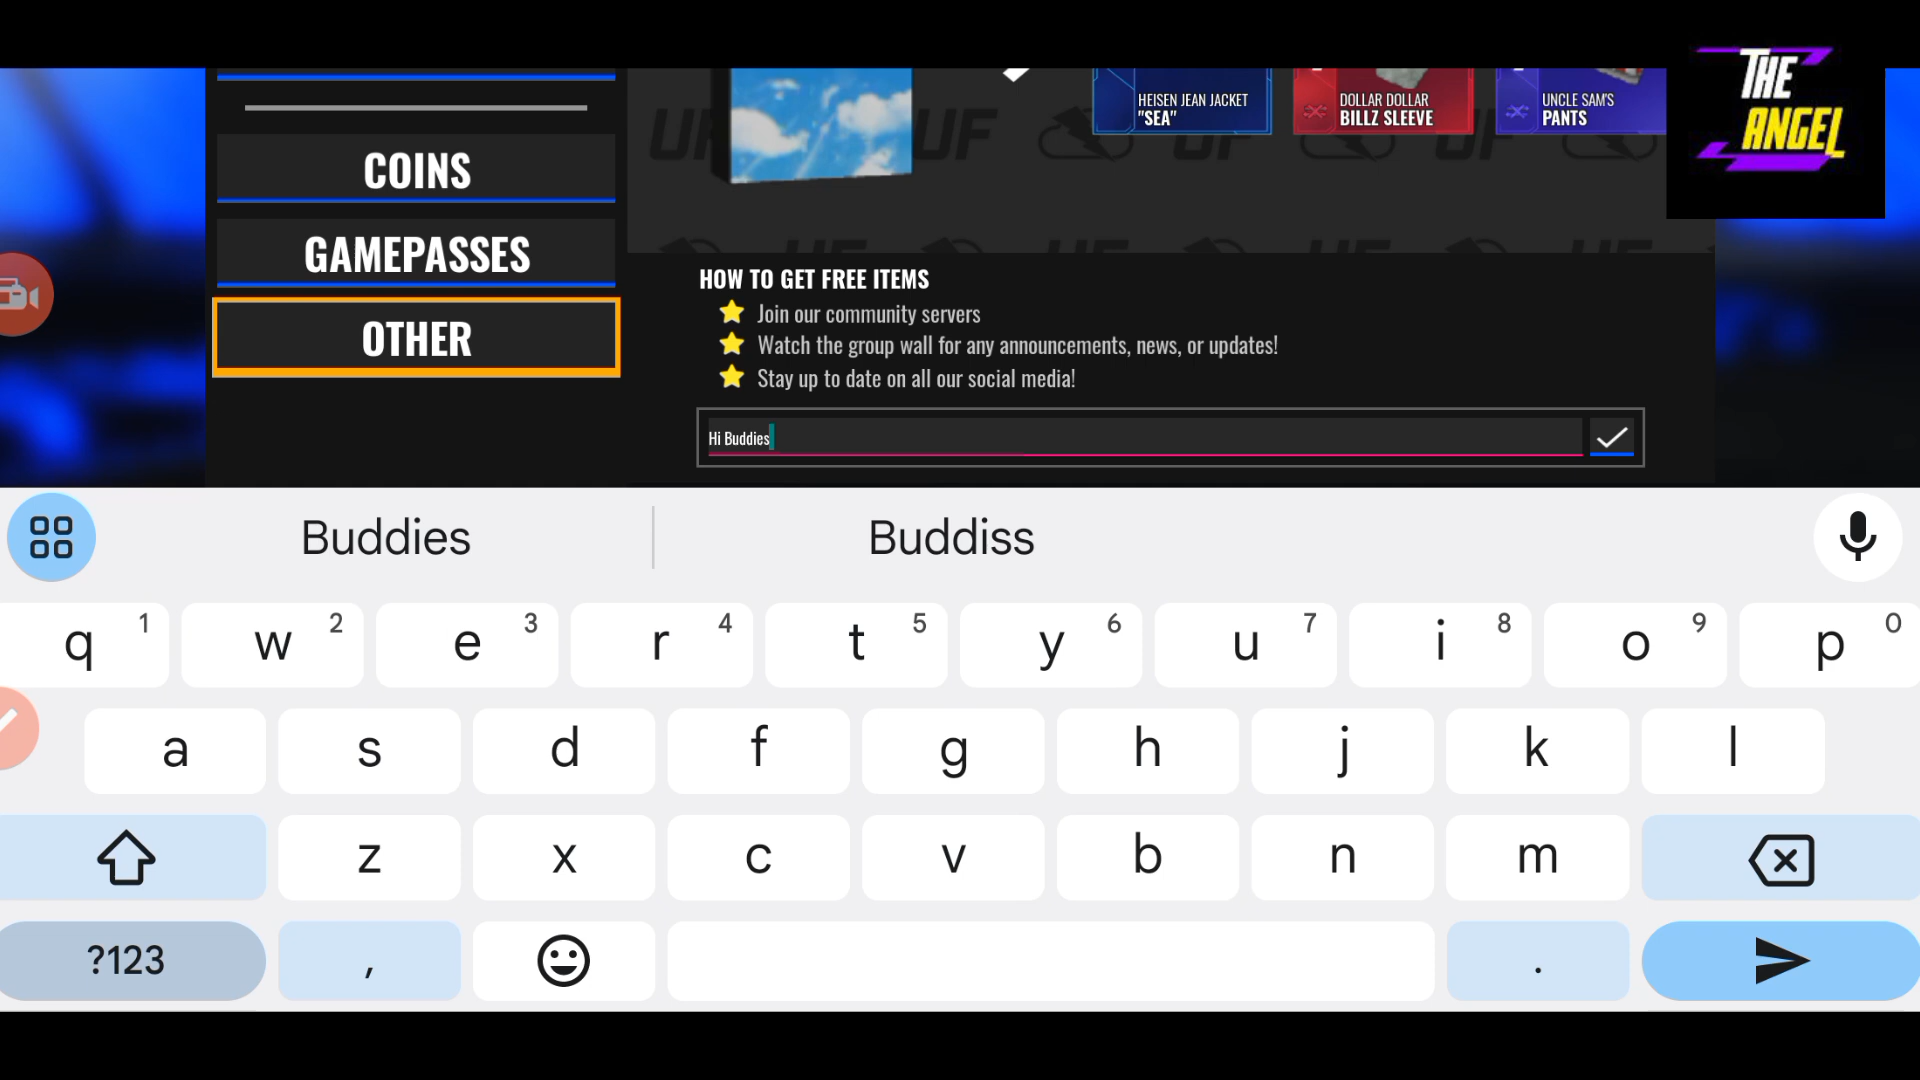 HEISEN JEAN JACKET
"SEA"
DOLLAR DOLLAR
BILLZ SLEEVE
UNCLE SAM'S
PANTS
THE
ANGEL
COINS
GAMEPASSES
OTHER
UF
UF
UF
HOW TO GET FREE ITEMS
Join our community servers
Watch the group wall for any announcements, news, or updates!
Stay up to date on all our social media!
Hi Buddies
Buddies
Buddiss
q 1 w 2 e 3 r 4 t 5 y 6 u 7 i 8 o 9 p 0
a s d f g h j k l
z x c v b n m
?123 , .